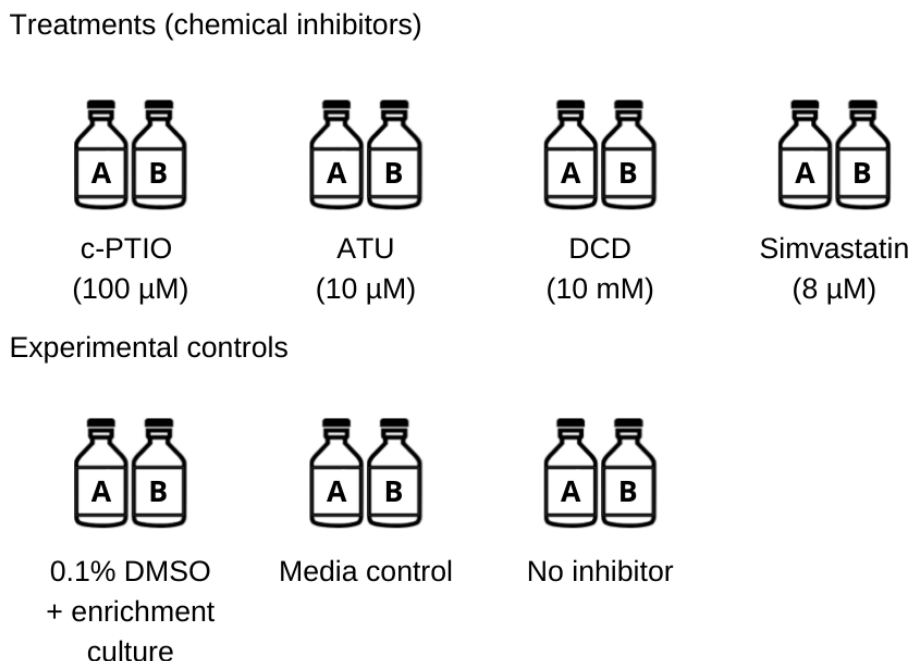 Treatments (chemical inhibitors)
A B A B A B A B
c-PTIO ATU DCD Simvastatin
(100 µM) (10 µM) (10 mM) (8 µM)
Experimental controls
A B A B A B
0.1% DMSO Media control No inhibitor
+ enrichment
culture